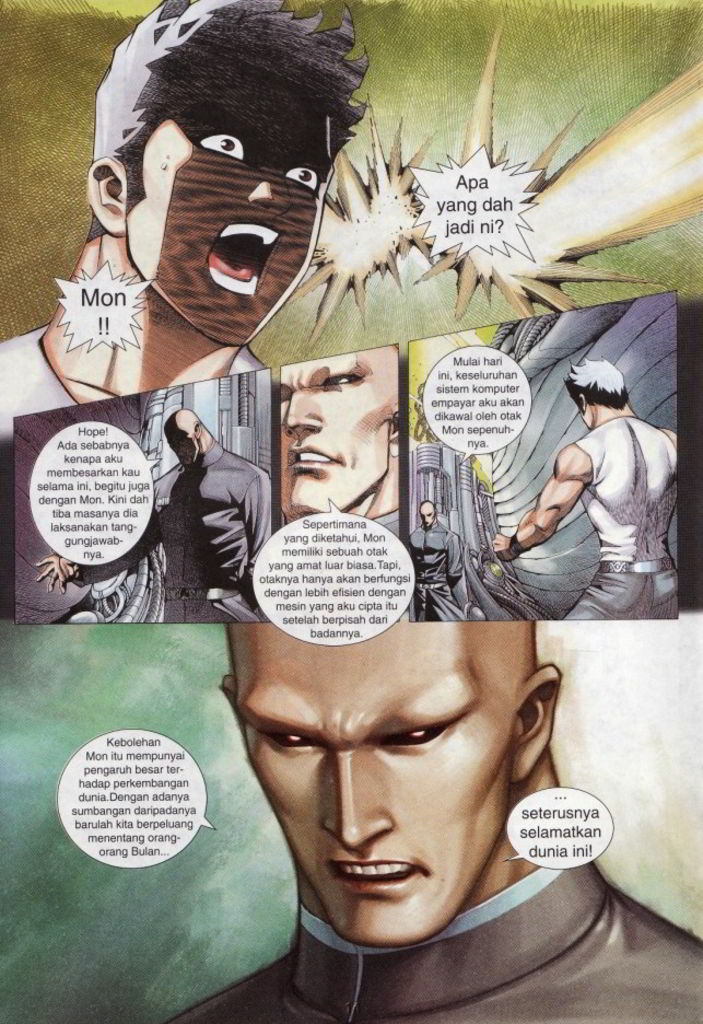 Apa
yang dah
jadi ni?
Mon
!!
Hope!
Ada sebabnya
kenapa aku
membesarkan kau
selama ini, begitu juga
dengan Mon. Kini dah
tiba masanya dia
laksanakan tang-
gungjawab-
nya.
Sepertimana
yang diketahui, Mon
memiliki sebuah otak
yang amat luar biasa.Tapi,
otaknya hanya akan berfungsi
dengan lebih efisien dengan
mesin yang aku cipta itu
setelah berpisah dari
badannya.
Mulai hari
ini, keseluruhan
sistem komputer
empayar aku akan
dikawal oleh otak
Mon sepenuh-
nya.
Kebolehan
Mon itu mempunyai
pengaruh besar ter-
hadap perkembangan
dunia.Dengan adanya
sumbangan daripadanya
barulah kita berpeluang
menentang orang-
orang Bulan...
...
seterusnya
selamatkan
dunia ini!